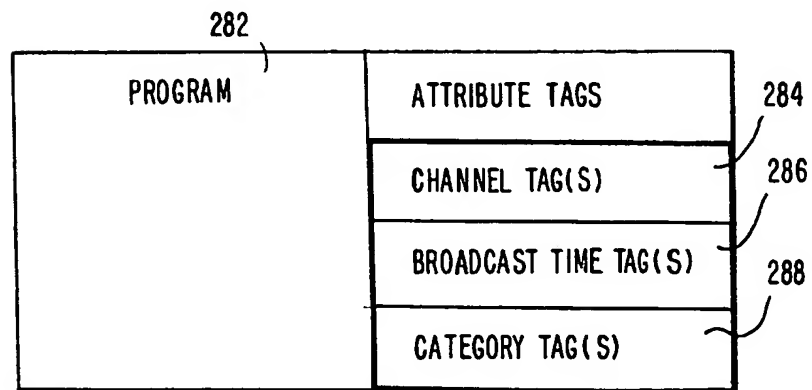 282
PROGRAM
ATTRIBUTE TAGS
284
CHANNEL TAG(S)
286
BROADCAST TIME TAG(S)
288
CATEGORY TAG(S)